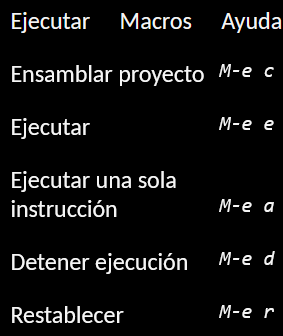 Ejecutar Macros Ayuda
Ensamblar proyecto M-e c
Ejecutar M-e e
Ejecutar una sola
instrucción M-e a
Detener ejecución M-e d
Restablecer M-e r